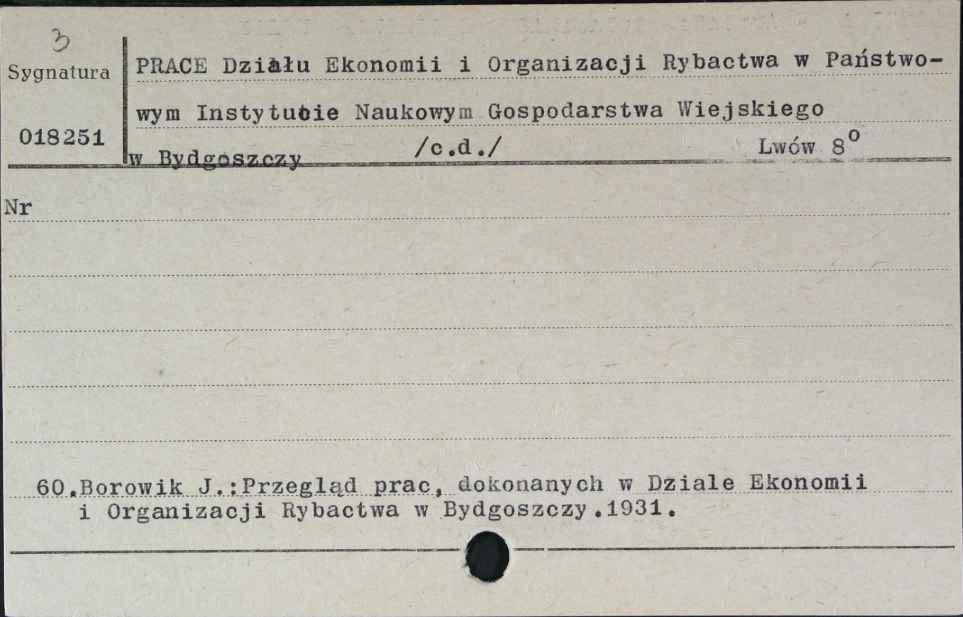 3
Sygnatura
018251
PRACE Działu Ekonomii i Organizacji Rybactwa w Państwo-
wym Instytucie Naukowym Gospodarstwa Wiejskiego
w Bydgoszczy /c.d./ Lwów 8⁰
Nr
60.Borowik J.:Przegląd prac, dokonanych w Dziale Ekonomii
i Organizacji Rybactwa w Bydgoszczy.1931.